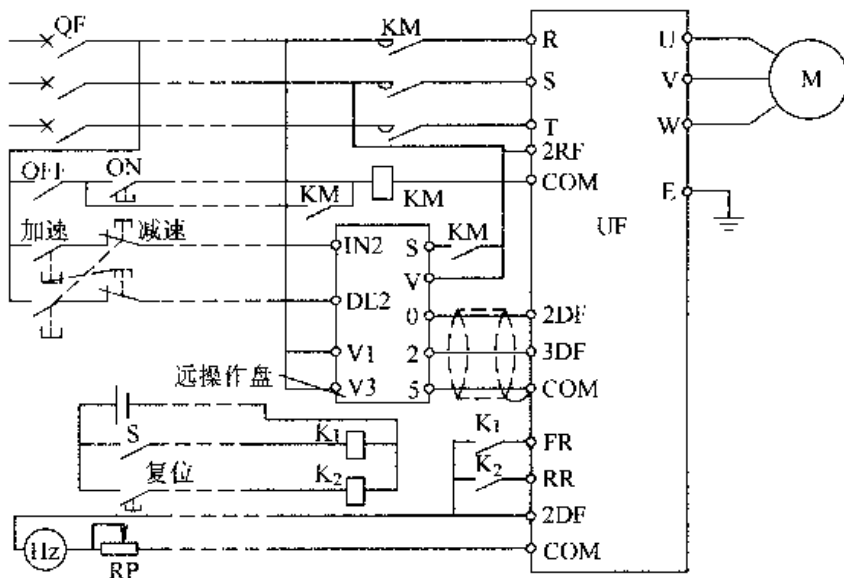 QF
KM
R
U
M
S
V
T
W
2RF
OFF
ON
COM
KM
KM
E
UF
加速
减速
IN2
S
KM
DE2
V
0
2DF
V1
2
3DF
远操作盘
V3
5
COM
S
K1
K1
FR
复位
K2
K2
RR
2DF
Hz
RP
COM